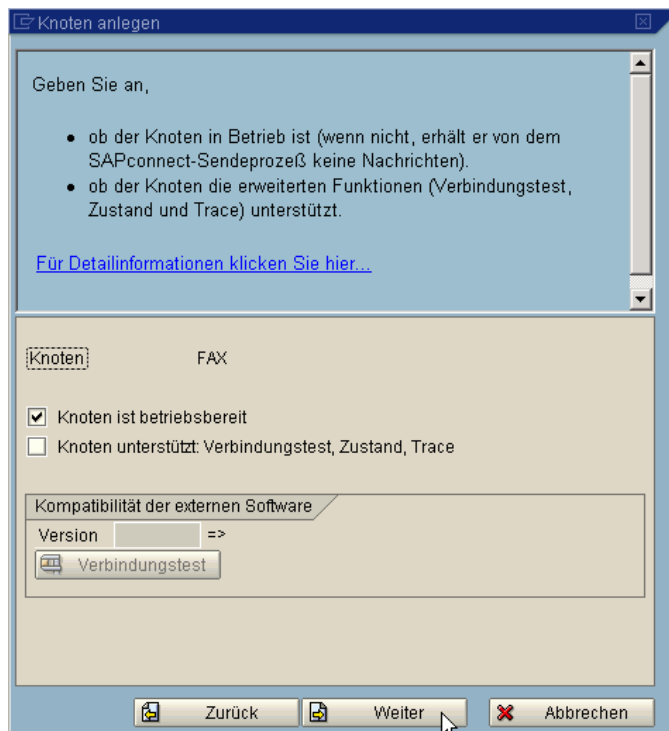 Knoten anlegen
Geben Sie an,
• ob der Knoten in Betrieb ist (wenn nicht, erhält er von dem
SAPconnect-Sendeprozeß keine Nachrichten).
• ob der Knoten die erweiterten Funktionen (Verbindungstest,
Zustand und Trace) unterstützt.
Für Detailinformationen klicken Sie hier...
Knoten FAX
Knoten ist betriebsbereit
Knoten unterstützt: Verbindungstest, Zustand, Trace
Kompatibilität der externen Software
Version =>
Verbindungstest
Zurück Weiter Abbrechen